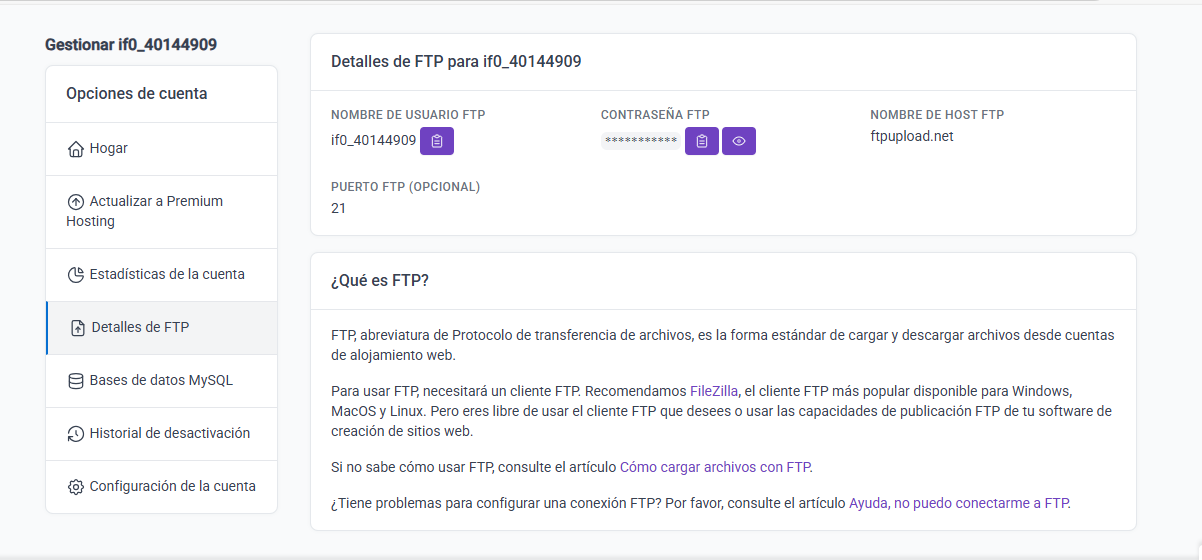 Gestionar if0_40144909
Opciones de cuenta
Hogar
Actualizar a Premium
Hosting
Estadísticas de la cuenta
Detalles de FTP
Bases de datos MySQL
Historial de desactivación
Configuración de la cuenta
Detalles de FTP para if0_40144909
NOMBRE DE USUARIO FTP
if0_40144909
CONTRASEÑA FTP
***********
NOMBRE DE HOST FTP
ftpupload.net
PUERTO FTP (OPCIONAL)
21
¿Qué es FTP?
FTP, abreviatura de Protocolo de transferencia de archivos, es la forma estándar de cargar y descargar archivos desde cuentas
de alojamiento web.
Para usar FTP, necesitará un cliente FTP. Recomendamos FileZilla, el cliente FTP más popular disponible para Windows,
MacOS y Linux. Pero eres libre de usar el cliente FTP que desees o usar las capacidades de publicación FTP de tu software de
creación de sitios web.
Si no sabe cómo usar FTP, consulte el artículo Cómo cargar archivos con FTP.
¿Tiene problemas para configurar una conexión FTP? Por favor, consulte el artículo Ayuda, no puedo conectarme a FTP.